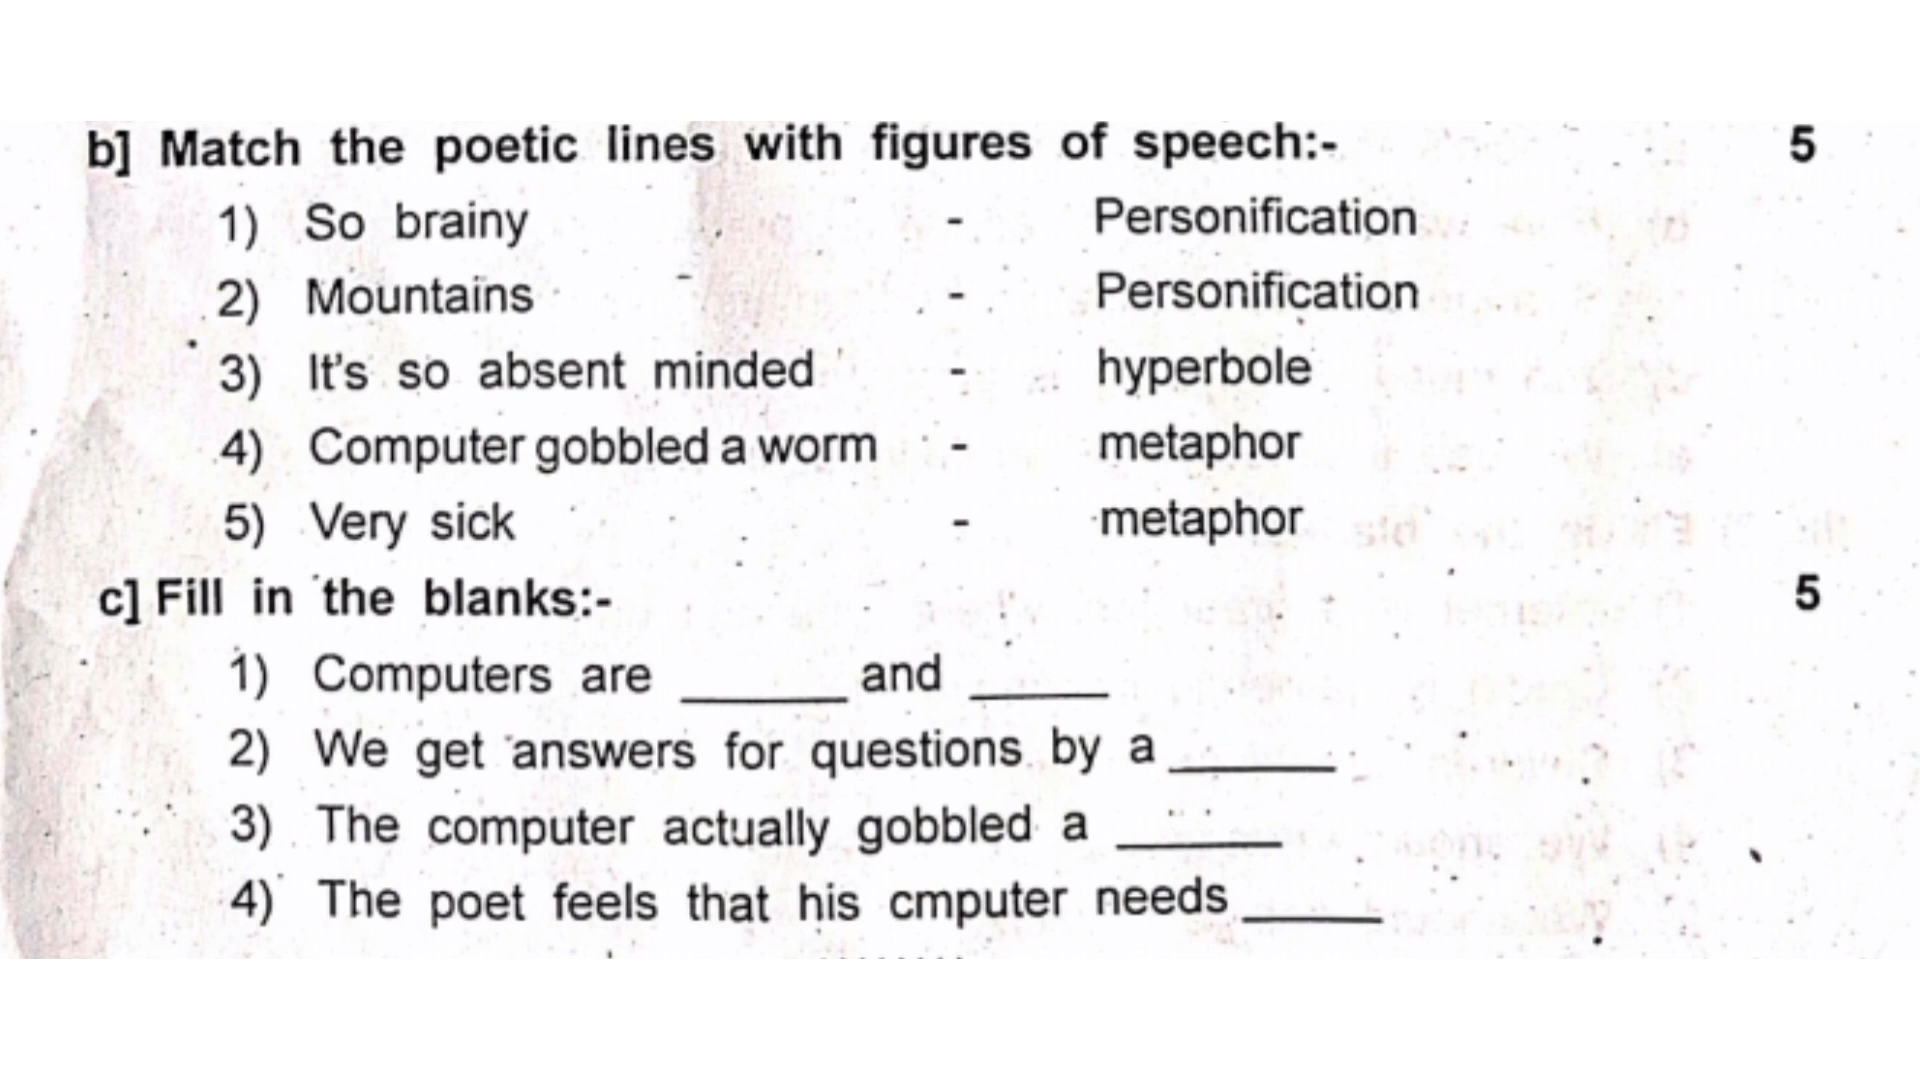 b] Match the poetic lines with figures of speech:- 5
1) So brainy - Personification
2) Mountains - Personification
3) It's so absent minded - hyperbole
4) Computer gobbled a worm - metaphor
5) Very sick - metaphor
c] Fill in the blanks:- 5
1) Computers are ______ and ______
2) We get answers for questions by a ______
3) The computer actually gobbled a ______
4) The poet feels that his cmputer needs ______